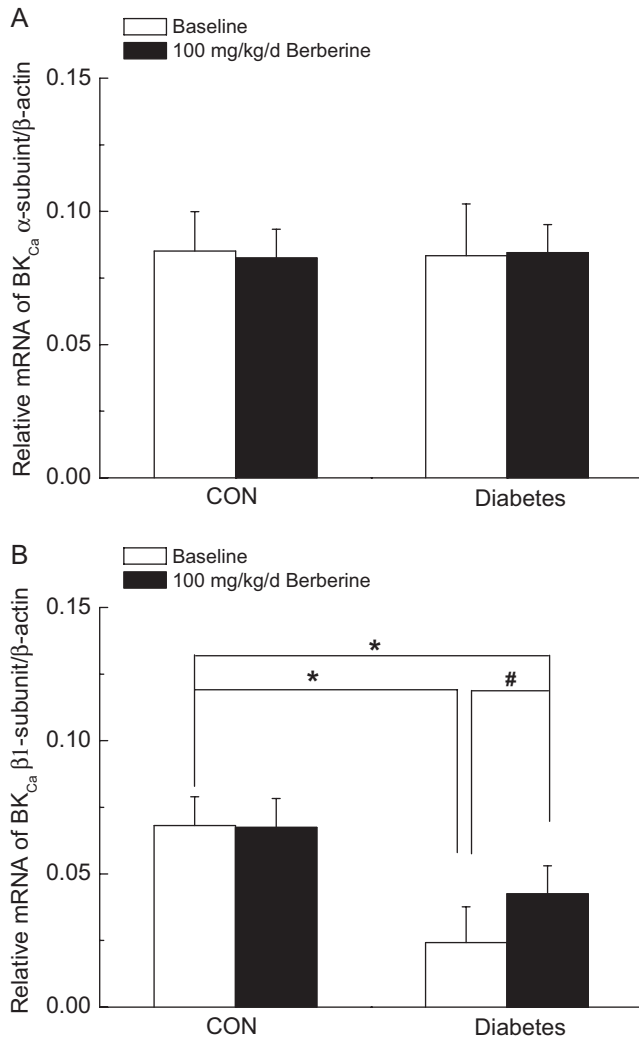 A
Baseline
100 mg/kg/d Berberine
Relative mRNA of BKCa α-subuint/β-actin
0.15
0.10
0.05
0.00
CON
Diabetes
B
Baseline
100 mg/kg/d Berberine
Relative mRNA of BKCa β1-subunit/β-actin
0.15
*
*
#
0.10
0.05
0.00
CON
Diabetes